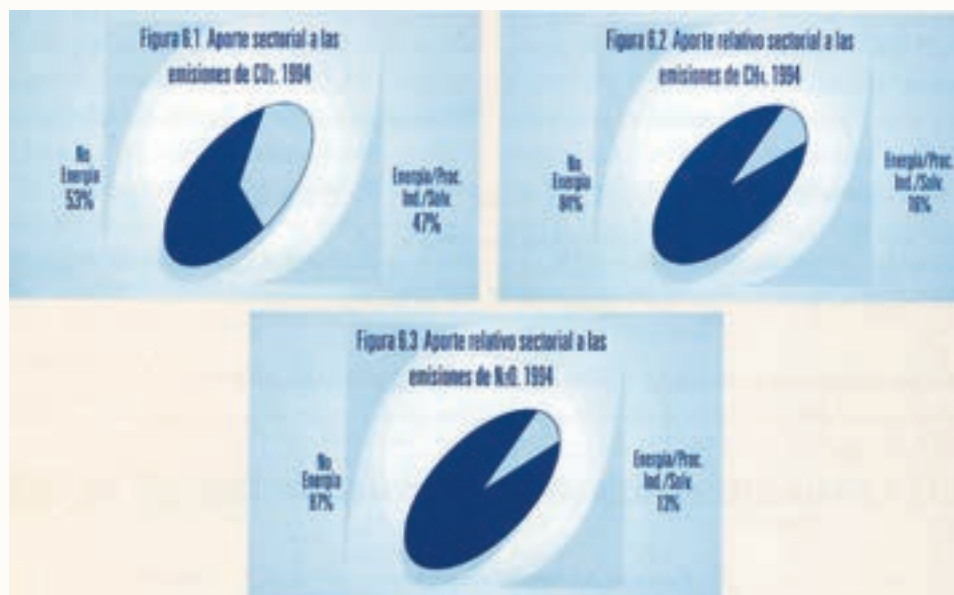 Figura 6.1 Aporte sectorial a las
emisiones de CO₂. 1994
No
Energía
53%
Energía/Proc.
Ind./Solv.
47%
Figura 6.2 Aporte relativo sectorial a las
emisiones de CH₄. 1994
No
Energía
84%
Energía/Proc.
Ind./Solv.
16%
Figura 6.3 Aporte relativo sectorial a las
emisiones de N₂O. 1994
No
Energía
87%
Energía/Proc.
Ind./Solv.
13%